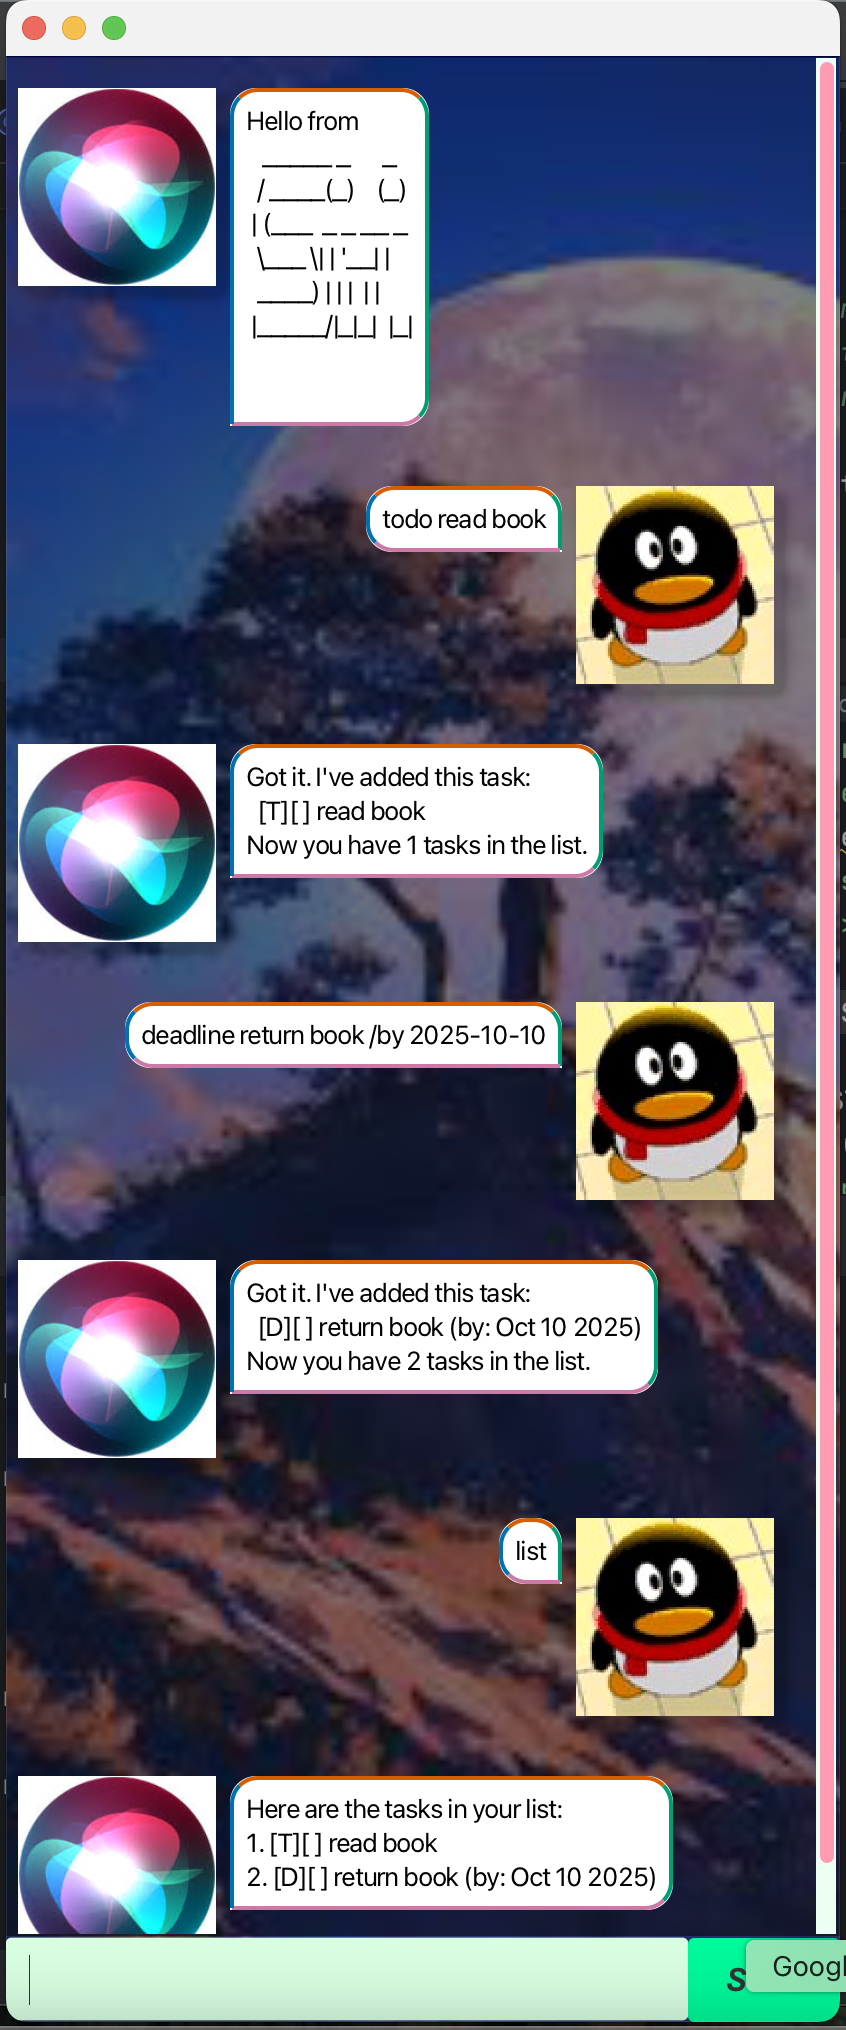 Hello from
  _____ _      _
 / ____(_)    (_)
| (___  _ _ __ _
 \___ \| | '__| |
 ____) | | |  | |
|_____/|_|_|  |_|
todo read book
Got it. I've added this task:
  [T][ ] read book
Now you have 1 tasks in the list.
deadline return book /by 2025-10-10
Got it. I've added this task:
  [D][ ] return book (by: Oct 10 2025)
Now you have 2 tasks in the list.
list
Here are the tasks in your list:
1. [T][ ] read book
2. [D][ ] return book (by: Oct 10 2025)